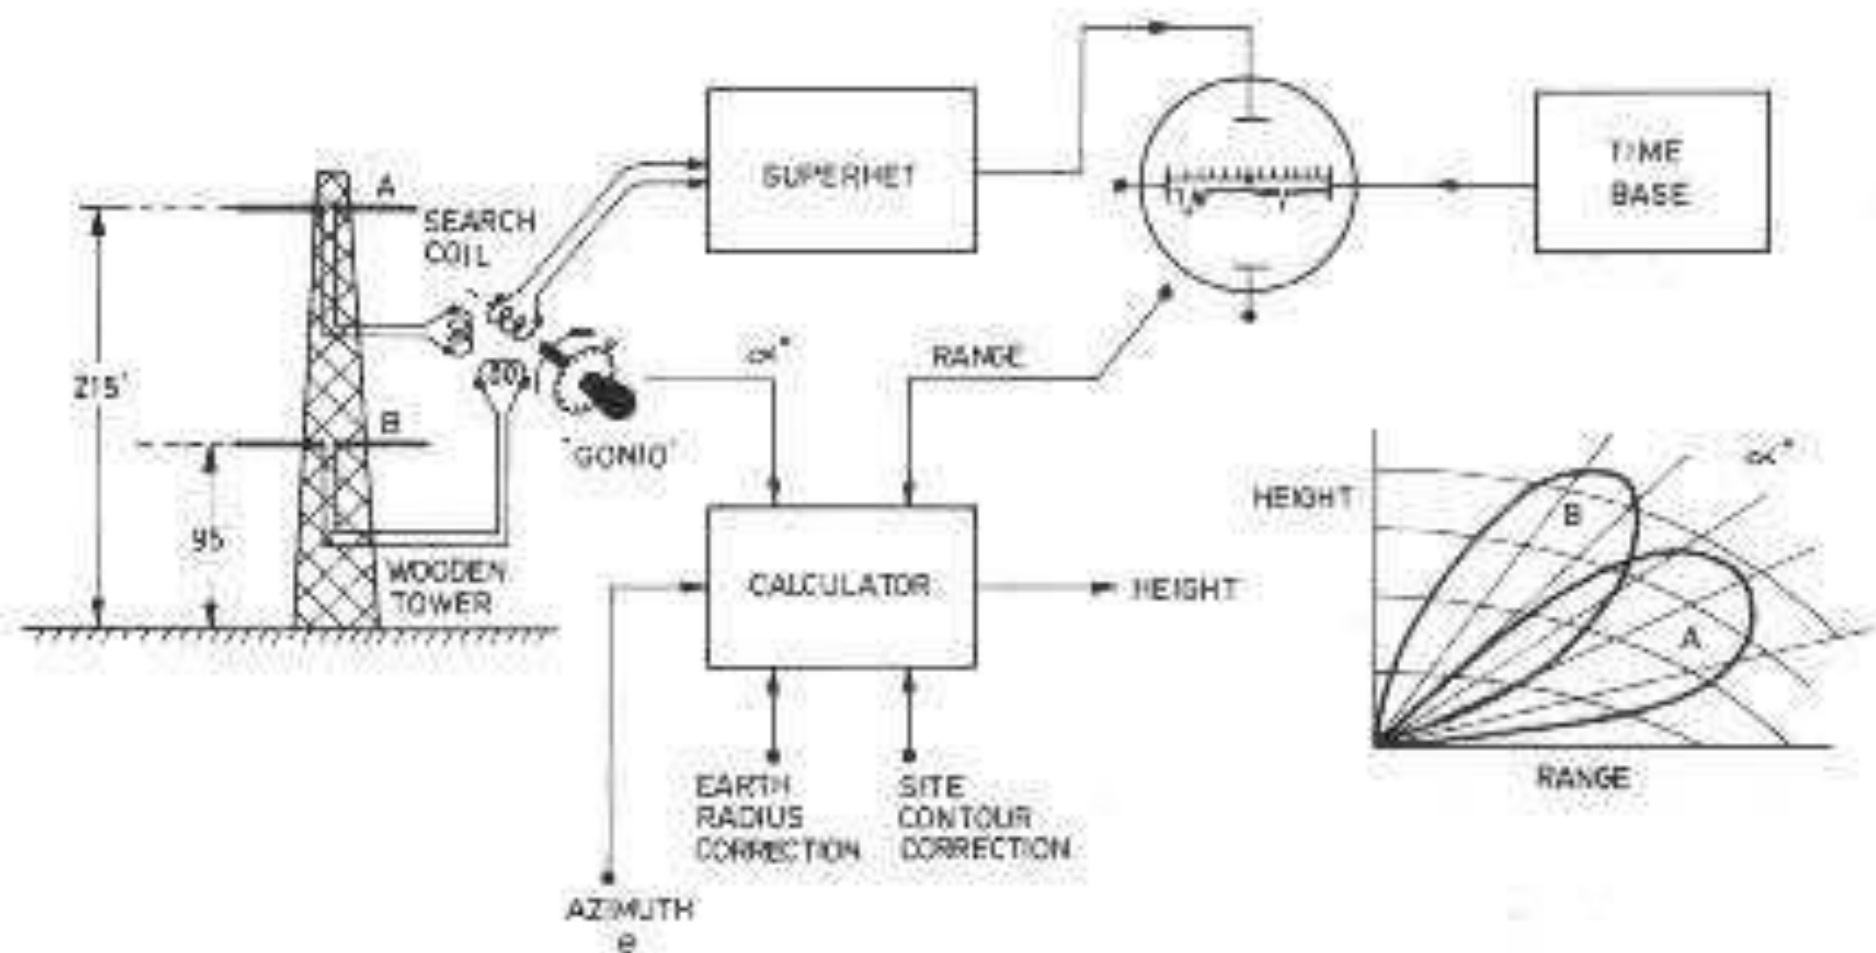 A
SEARCH
COIL
215'
B
95'
WOODEN
TOWER
'GONIO'
SUPERHET
TIME
BASE
α°
RANGE
CALCULATOR
HEIGHT
EARTH
RADIUS
CORRECTION
SITE
CONTOUR
CORRECTION
AZIMUTH
HEIGHT
B
α°
A
RANGE